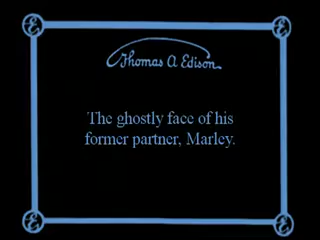 Thomas A Edison
The ghostly face of his
former partner, Marley.